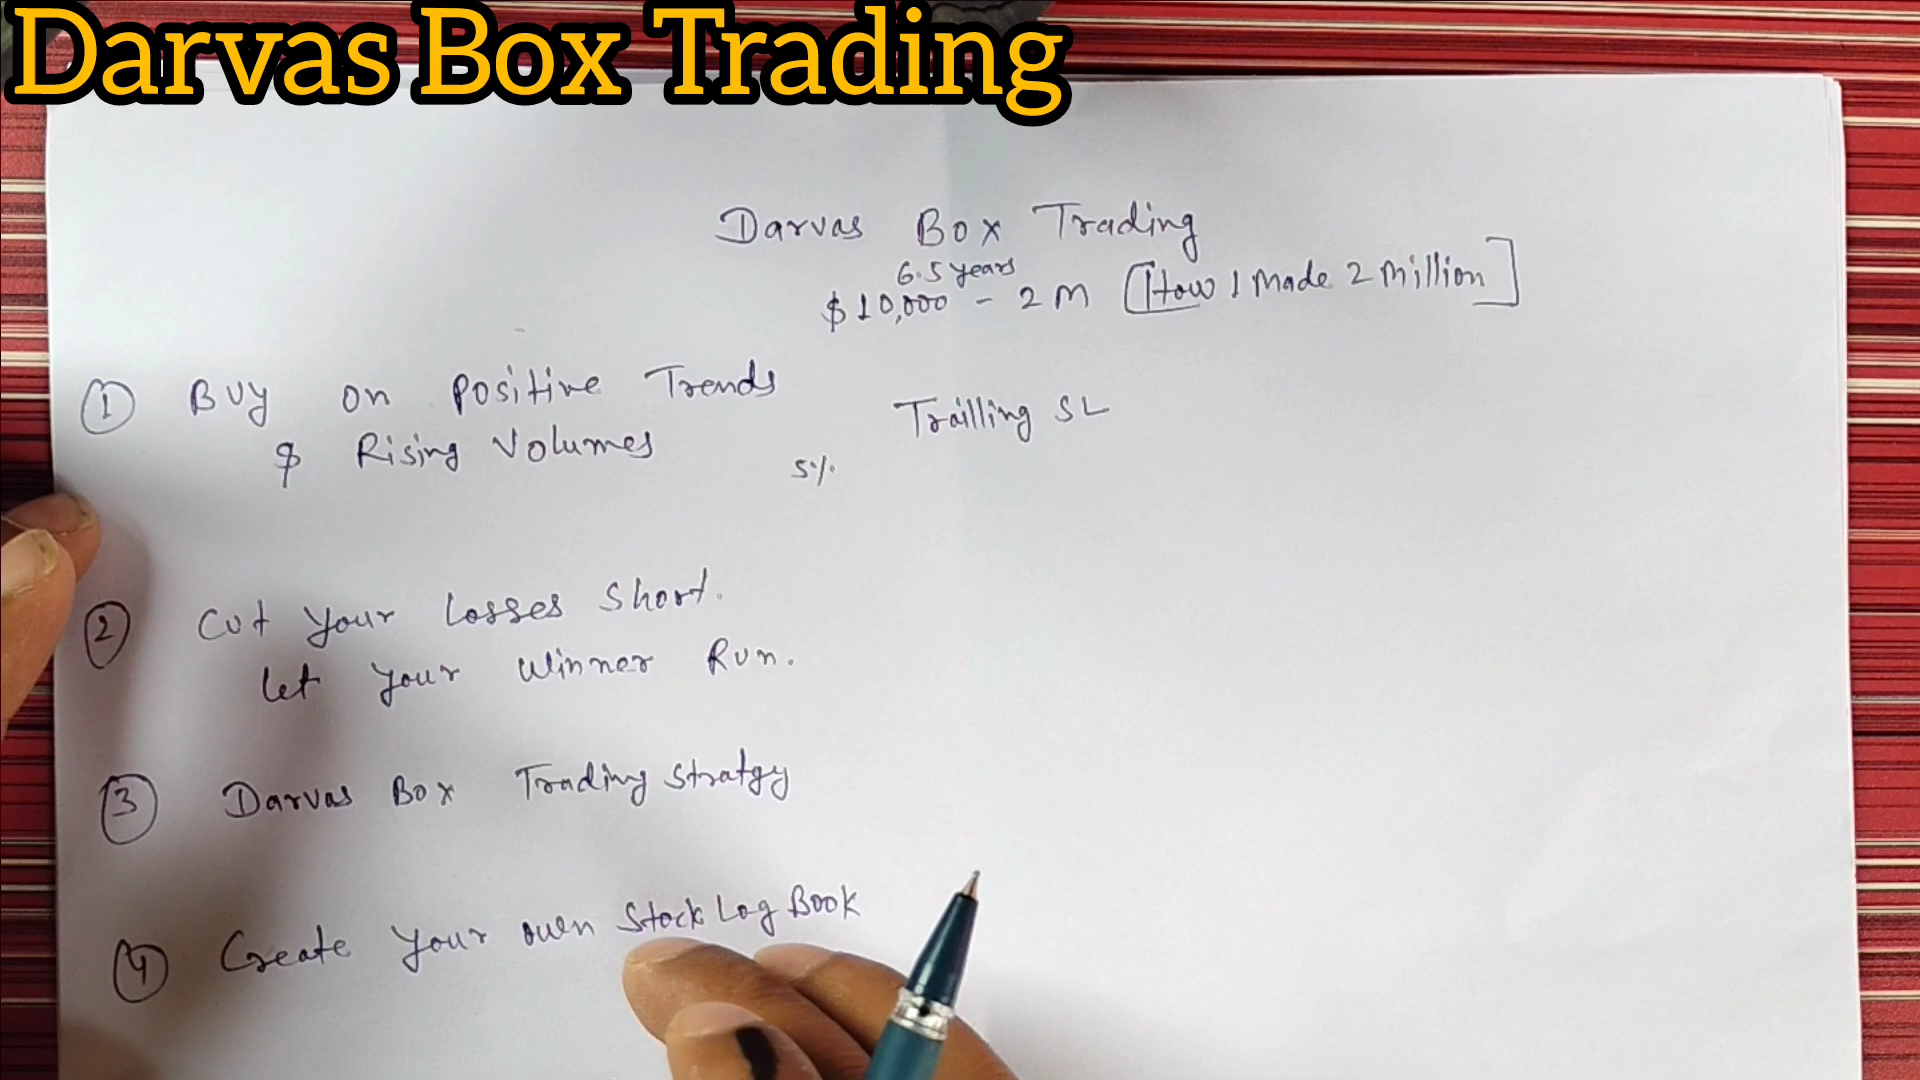 Darvas Box Trading
Darvas Box Trading
6.5 years
$10,000 - 2M [How I Made 2 Million]
① Buy on Positive Trends
& Rising Volumes
Trailling SL
5%
② Cut Your Losses Short.
Let Your Winner Run.
③ Darvas Box Trading Stratgy
④ Create Your own Stock Log Book